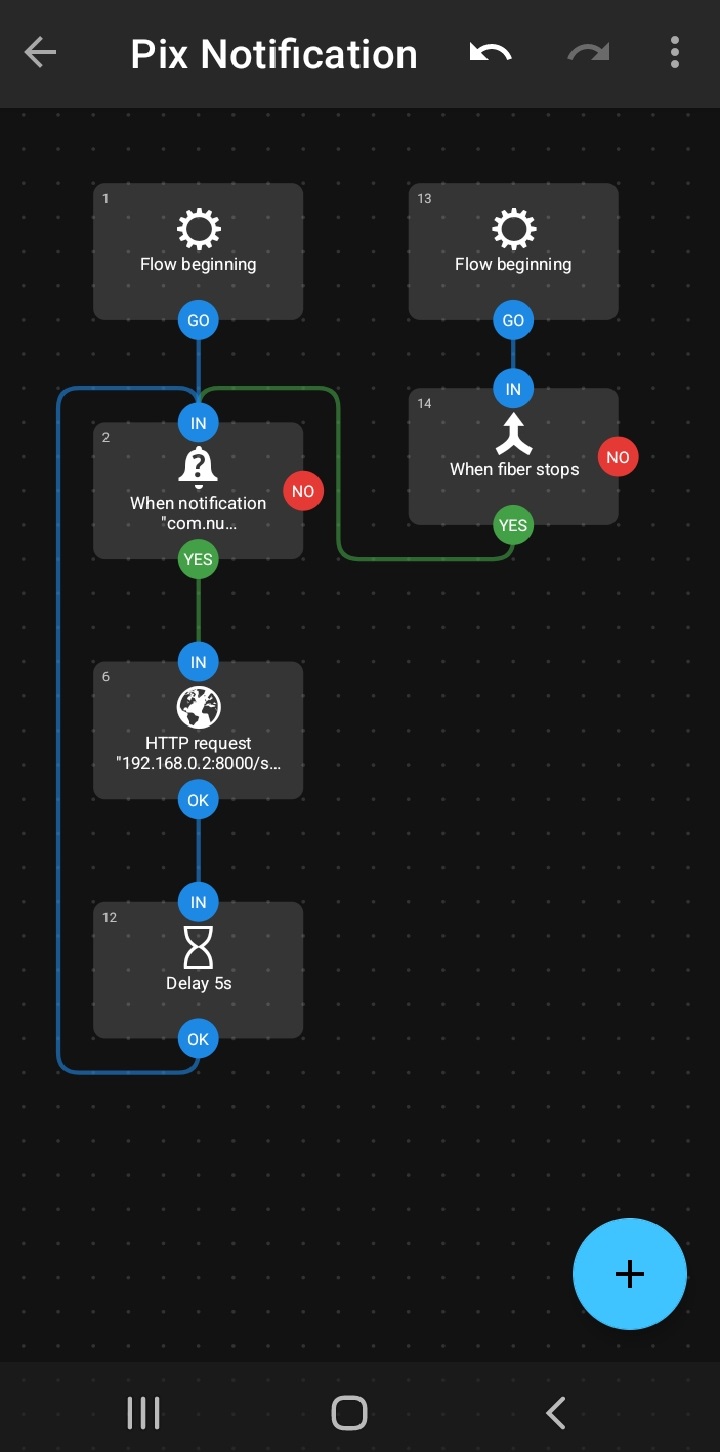 Pix Notification
1
Flow beginning
GO
IN
2
When notification
"com.nu...
NO
YES
IN
6
HTTP request
"192.168.0.2:8000/s...
OK
IN
12
Delay 5s
OK
13
Flow beginning
GO
IN
14
When fiber stops
NO
YES